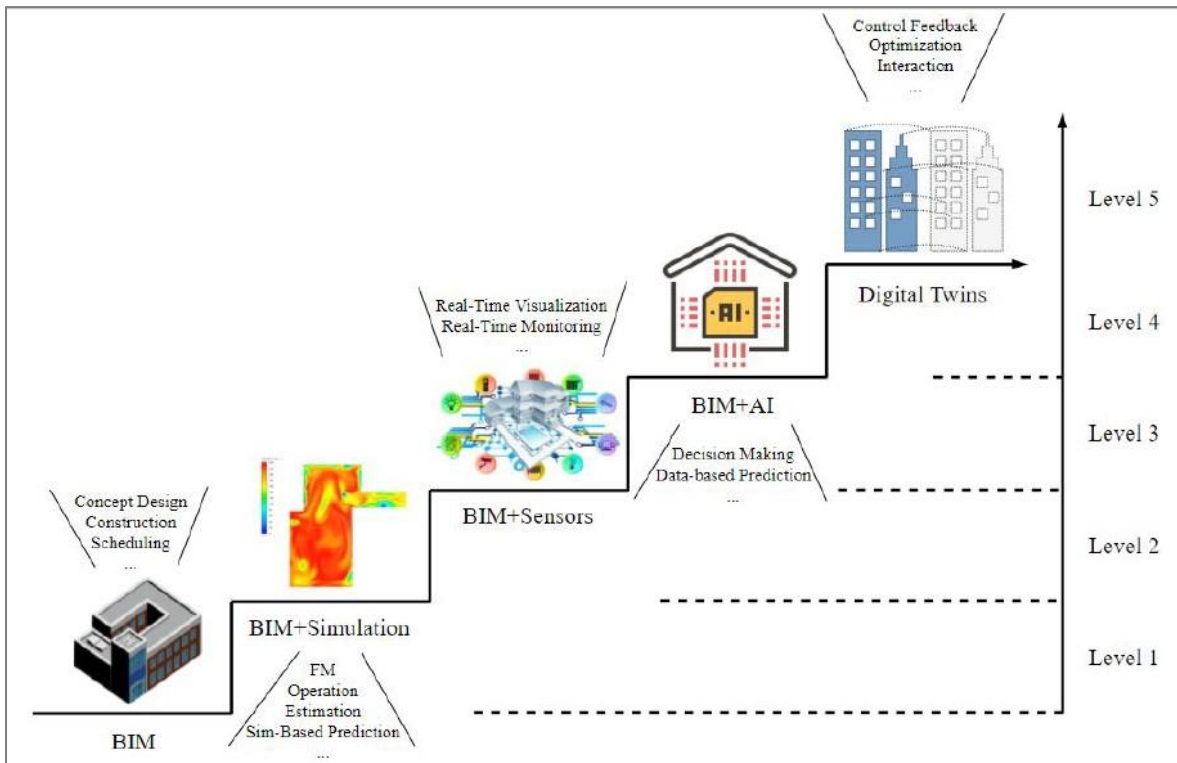 Control Feedback
Optimization
Interaction
...
Level 5
Digital Twins
Level 4
AI
Real-Time Visualization
Real-Time Monitoring
...
BIM+AI
Level 3
Decision Making
Data-based Prediction
...
BIM+Sensors
Level 2
Concept Design
Construction
Scheduling
...
BIM+Simulation
Level 1
FM
Operation
Estimation
Sim-Based Prediction
...
BIM